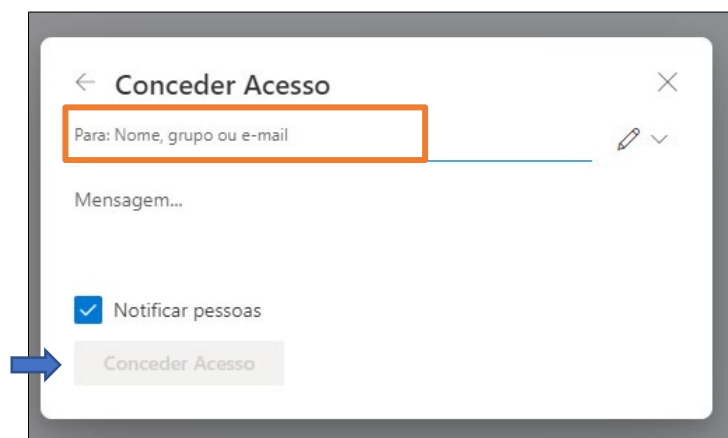 Conceder Acesso
Para: Nome, grupo ou e-mail
Mensagem...
Notificar pessoas
Conceder Acesso